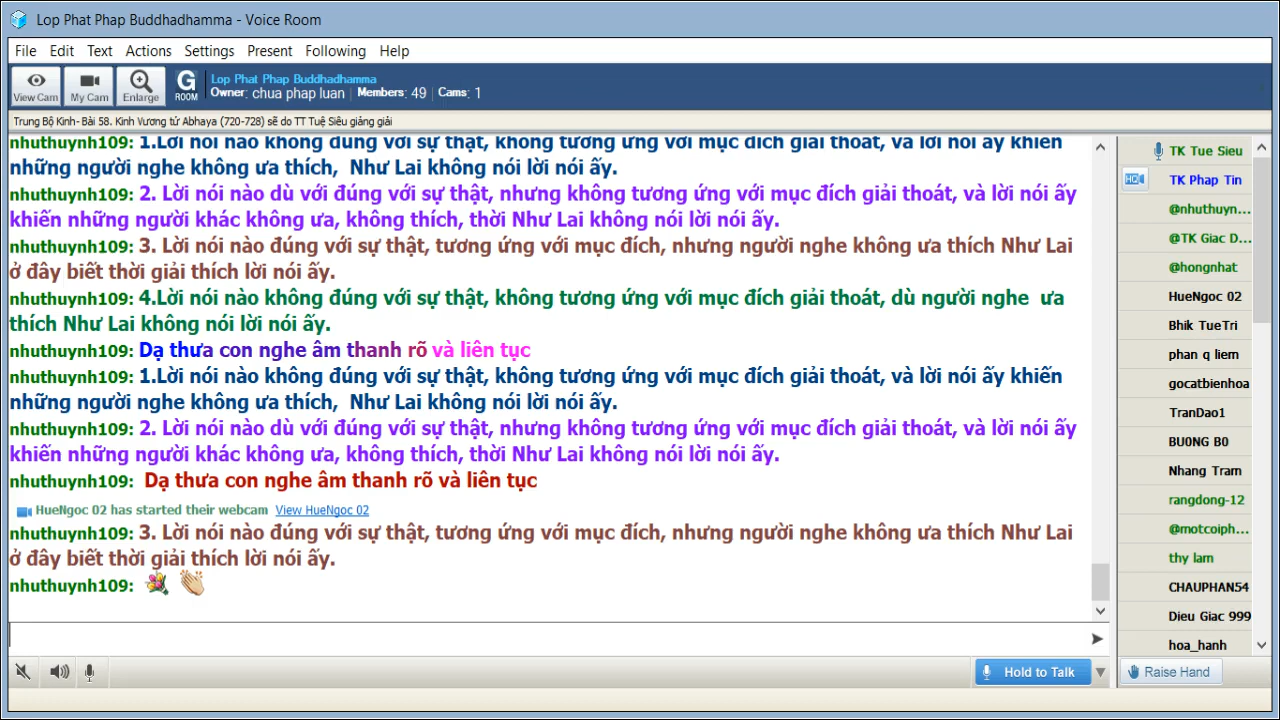 Lop Phat Phap Buddhadhamma - Voice Room
File Edit Text Actions Settings Present Following Help
View Cam My Cam Enlarge G ROOM
Lop Phat Phap Buddhadhamma
Owner: chua phap luan Members: 49 Cams: 1
Trung Bộ Kinh- Bài 58. Kinh Vương tử Abhaya (720-728) sẽ do TT Tuệ Siêu giảng giải
nhuthuynh109: 1.Lời nói nào không đúng với sự thật, không tương ứng với mục đích giải thoát, và lời nói ấy khiến
những người nghe không ưa thích, Như Lai không nói lời nói ấy.
nhuthuynh109: 2. Lời nói nào dù với đúng với sự thật, nhưng không tương ứng với mục đích giải thoát, và lời nói ấy
khiến những người khác không ưa, không thích, thời Như Lai không nói lời nói ấy.
nhuthuynh109: 3. Lời nói nào đúng với sự thật, tương ứng với mục đích, nhưng người nghe không ưa thích Như Lai
ở đây biết thời giải thích lời nói ấy.
nhuthuynh109: 4.Lời nói nào không đúng với sự thật, không tương ứng với mục đích giải thoát, dù người nghe ưa
thích Như Lai không nói lời nói ấy.
nhuthuynh109: Dạ thưa con nghe âm thanh rõ và liên tục
nhuthuynh109: 1.Lời nói nào không đúng với sự thật, không tương ứng với mục đích giải thoát, và lời nói ấy khiến
những người nghe không ưa thích, Như Lai không nói lời nói ấy.
nhuthuynh109: 2. Lời nói nào dù với đúng với sự thật, nhưng không tương ứng với mục đích giải thoát, và lời nói ấy
khiến những người khác không ưa, không thích, thời Như Lai không nói lời nói ấy.
nhuthuynh109: Dạ thưa con nghe âm thanh rõ và liên tục
HueNgoc 02 has started their webcam View HueNgoc 02
nhuthuynh109: 3. Lời nói nào đúng với sự thật, tương ứng với mục đích, nhưng người nghe không ưa thích Như Lai
ở đây biết thời giải thích lời nói ấy.
nhuthuynh109:
TK Tue Sieu
HD TK Phap Tin
@nhuthuyn...
@TK Giac D...
@hongnhat
HueNgoc 02
Bhik TueTri
phan q liem
gocatbienhoa
TranDao1
BU0NG B0
Nhang Tram
rangdong-12
@motcoiph...
thy lam
CHAUPHAN54
Dieu Giac 999
hoa_hanh
Hold to Talk
Raise Hand